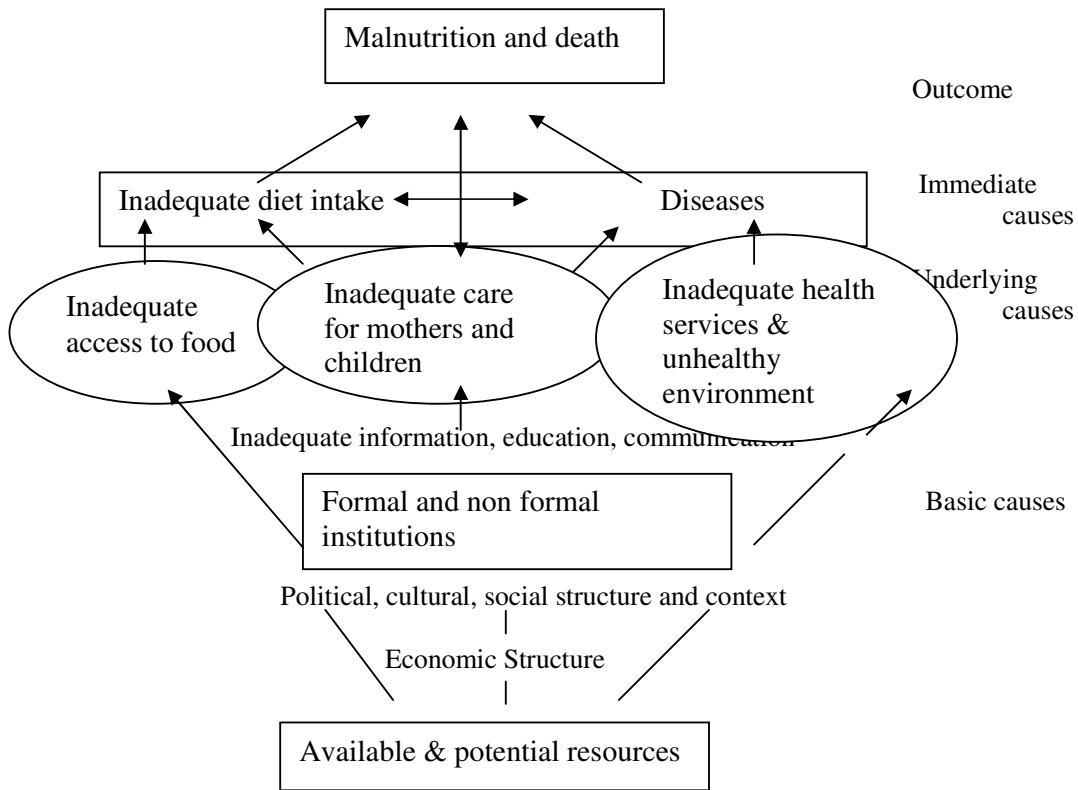 Malnutrition and death
Outcome
Immediate
causes
Inadequate diet intake
Diseases
Underlying
causes
Inadequate
access to food
Inadequate care
for mothers and
children
Inadequate health
services &
unhealthy
environment
Inadequate information, education, communication
Formal and non formal
institutions
Basic causes
Political, cultural, social structure and context
Economic Structure
Available & potential resources